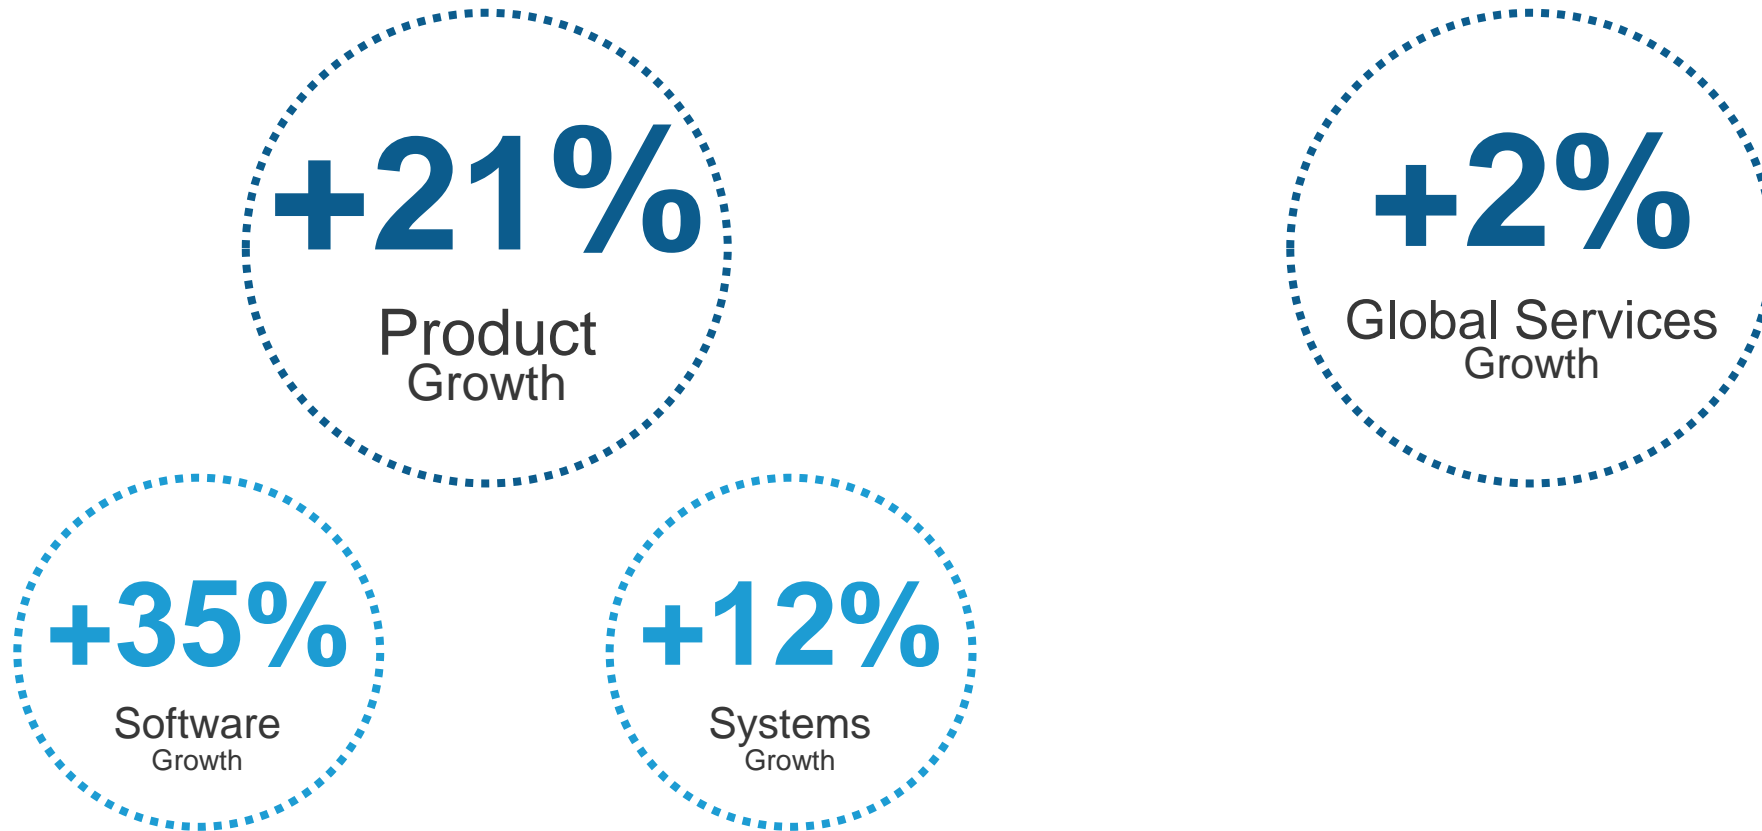 +21%
Product
Growth
+2%
Global Services
Growth
+35%
Software
Growth
+12%
Systems
Growth